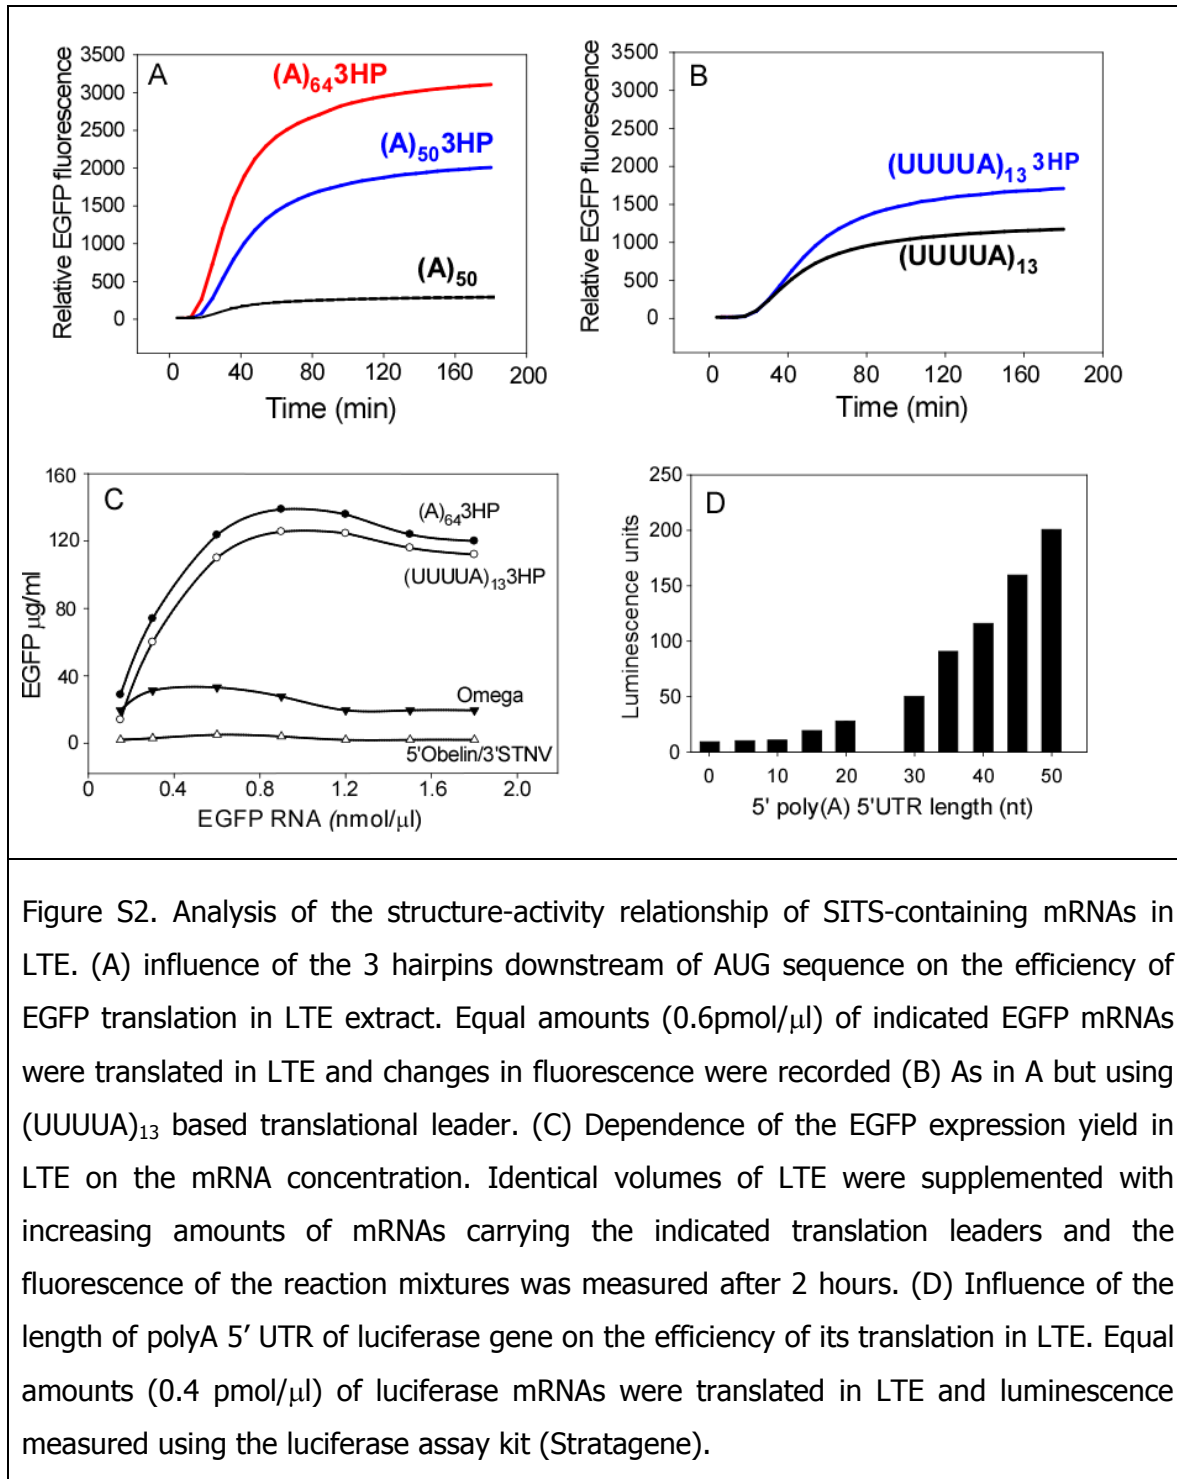 A
3500
3000
2500
2000
1500
1000
500
0
Relative EGFP fluorescence
(A)₆₄3HP
(A)₅₀3HP
(A)₅₀
0 40 80 120 160 200
Time (min)
B
3500
3000
2500
2000
1500
1000
500
0
Relative EGFP fluorescence
(UUUUA)₁₃ 3HP
(UUUUA)₁₃
0 40 80 120 160 200
Time (min)
C
160
120
80
40
0
EGFP μg/ml
(A)₆₄3HP
(UUUUA)₁₃3HP
Omega
5'Obelin/3'STNV
0 0.4 0.8 1.2 1.6 2.0
EGFP RNA (nmol/μl)
D
250
200
150
100
50
0
Luminescence units
0 10 20 30 40 50
5' poly(A) 5'UTR length (nt)
Figure S2. Analysis of the structure-activity relationship of SITS-containing mRNAs in
LTE. (A) influence of the 3 hairpins downstream of AUG sequence on the efficiency of
EGFP translation in LTE extract. Equal amounts (0.6pmol/μl) of indicated EGFP mRNAs
were translated in LTE and changes in fluorescence were recorded (B) As in A but using
(UUUUA)₁₃ based translational leader. (C) Dependence of the EGFP expression yield in
LTE on the mRNA concentration. Identical volumes of LTE were supplemented with
increasing amounts of mRNAs carrying the indicated translation leaders and the
fluorescence of the reaction mixtures was measured after 2 hours. (D) Influence of the
length of polyA 5′ UTR of luciferase gene on the efficiency of its translation in LTE. Equal
amounts (0.4 pmol/μl) of luciferase mRNAs were translated in LTE and luminescence
measured using the luciferase assay kit (Stratagene).